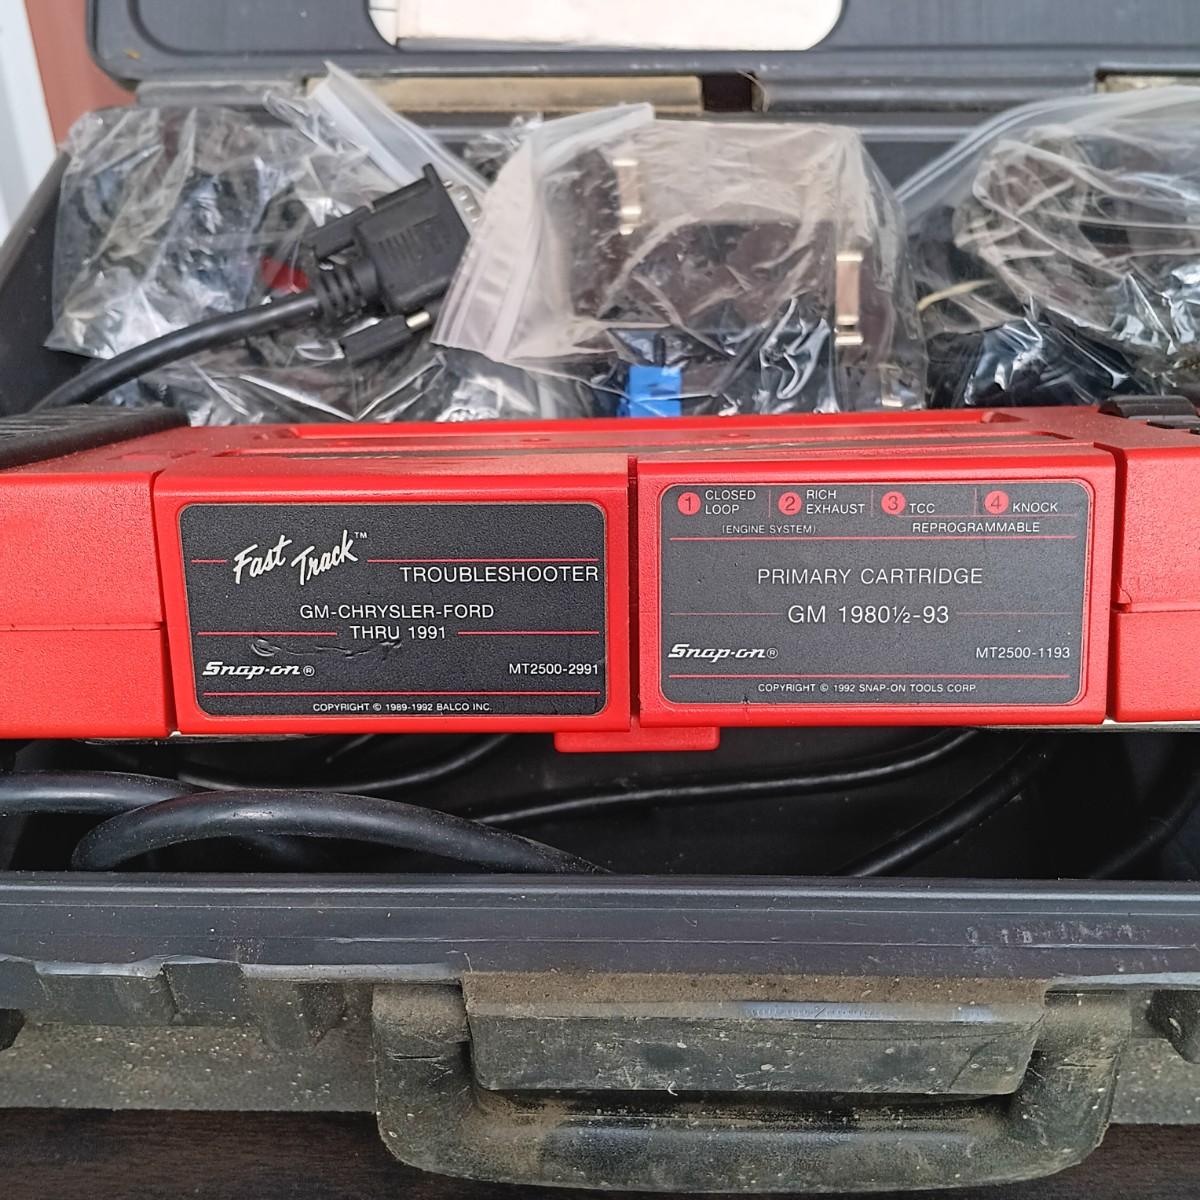 Fast Track™
TROUBLESHOOTER
GM-CHRYSLER-FORD
THRU 1991
Snap-on® MT2500-2991
COPYRIGHT © 1989-1992 BALCO INC.
1 CLOSED LOOP 2 RICH EXHAUST 3 TCC 4 KNOCK
(ENGINE SYSTEM) REPROGRAMMABLE
PRIMARY CARTRIDGE
GM 1980½-93
Snap-on® MT2500-1193
COPYRIGHT © 1992 SNAP-ON TOOLS CORP.